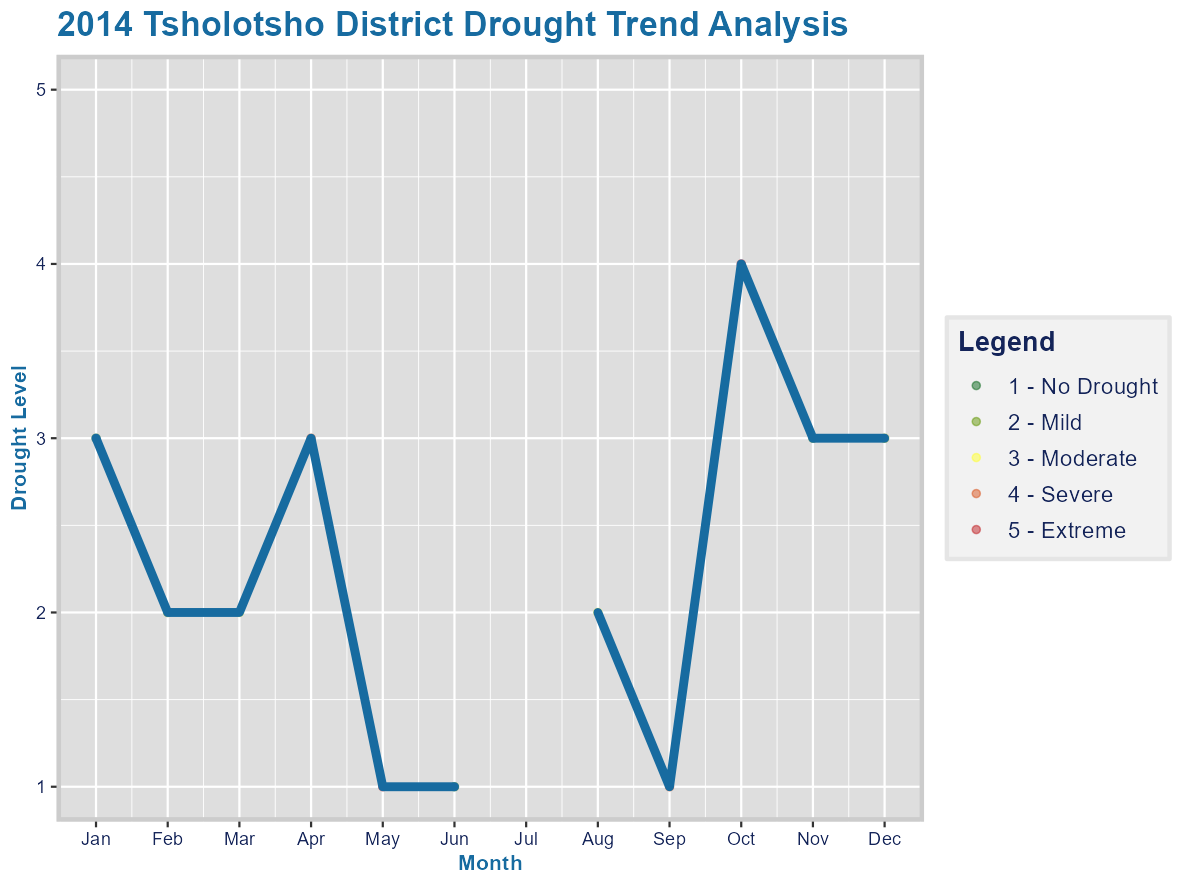 2014 Tsholotsho District Drought Trend Analysis
5
4
3
2
1
Drought Level
Jan Feb Mar Apr May Jun Jul Aug Sep Oct Nov Dec
Month
Legend
1 - No Drought
2 - Mild
3 - Moderate
4 - Severe
5 - Extreme